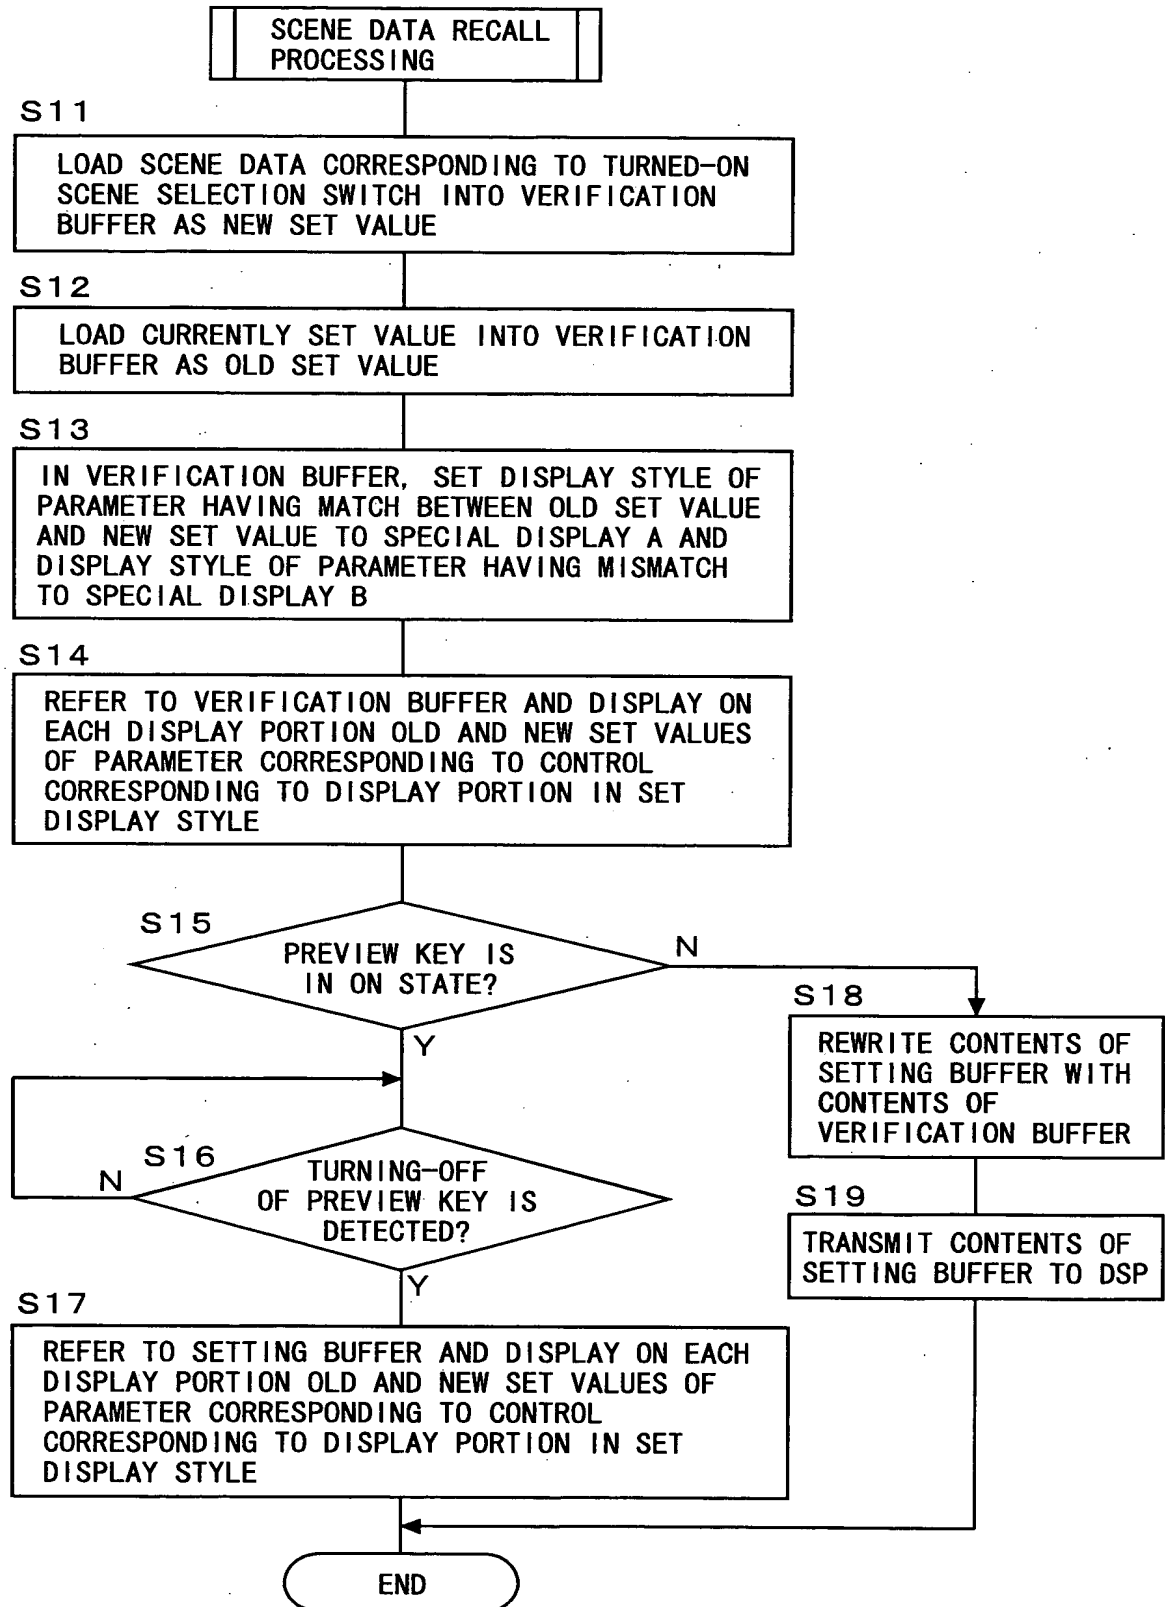 SCENE DATA RECALL
PROCESSING
S11
LOAD SCENE DATA CORRESPONDING TO TURNED-ON
SCENE SELECTION SWITCH INTO VERIFICATION
BUFFER AS NEW SET VALUE
S12
LOAD CURRENTLY SET VALUE INTO VERIFICATION
BUFFER AS OLD SET VALUE
S13
IN VERIFICATION BUFFER, SET DISPLAY STYLE OF
PARAMETER HAVING MATCH BETWEEN OLD SET VALUE
AND NEW SET VALUE TO SPECIAL DISPLAY A AND
DISPLAY STYLE OF PARAMETER HAVING MISMATCH
TO SPECIAL DISPLAY B
S14
REFER TO VERIFICATION BUFFER AND DISPLAY ON
EACH DISPLAY PORTION OLD AND NEW SET VALUES
OF PARAMETER CORRESPONDING TO CONTROL
CORRESPONDING TO DISPLAY PORTION IN SET
DISPLAY STYLE
S15
PREVIEW KEY IS
IN ON STATE?
N
Y
S16
TURNING-OFF
OF PREVIEW KEY IS
DETECTED?
N
Y
S17
REFER TO SETTING BUFFER AND DISPLAY ON EACH
DISPLAY PORTION OLD AND NEW SET VALUES OF
PARAMETER CORRESPONDING TO CONTROL
CORRESPONDING TO DISPLAY PORTION IN SET
DISPLAY STYLE
S18
REWRITE CONTENTS OF
SETTING BUFFER WITH
CONTENTS OF
VERIFICATION BUFFER
S19
TRANSMIT CONTENTS OF
SETTING BUFFER TO DSP
END